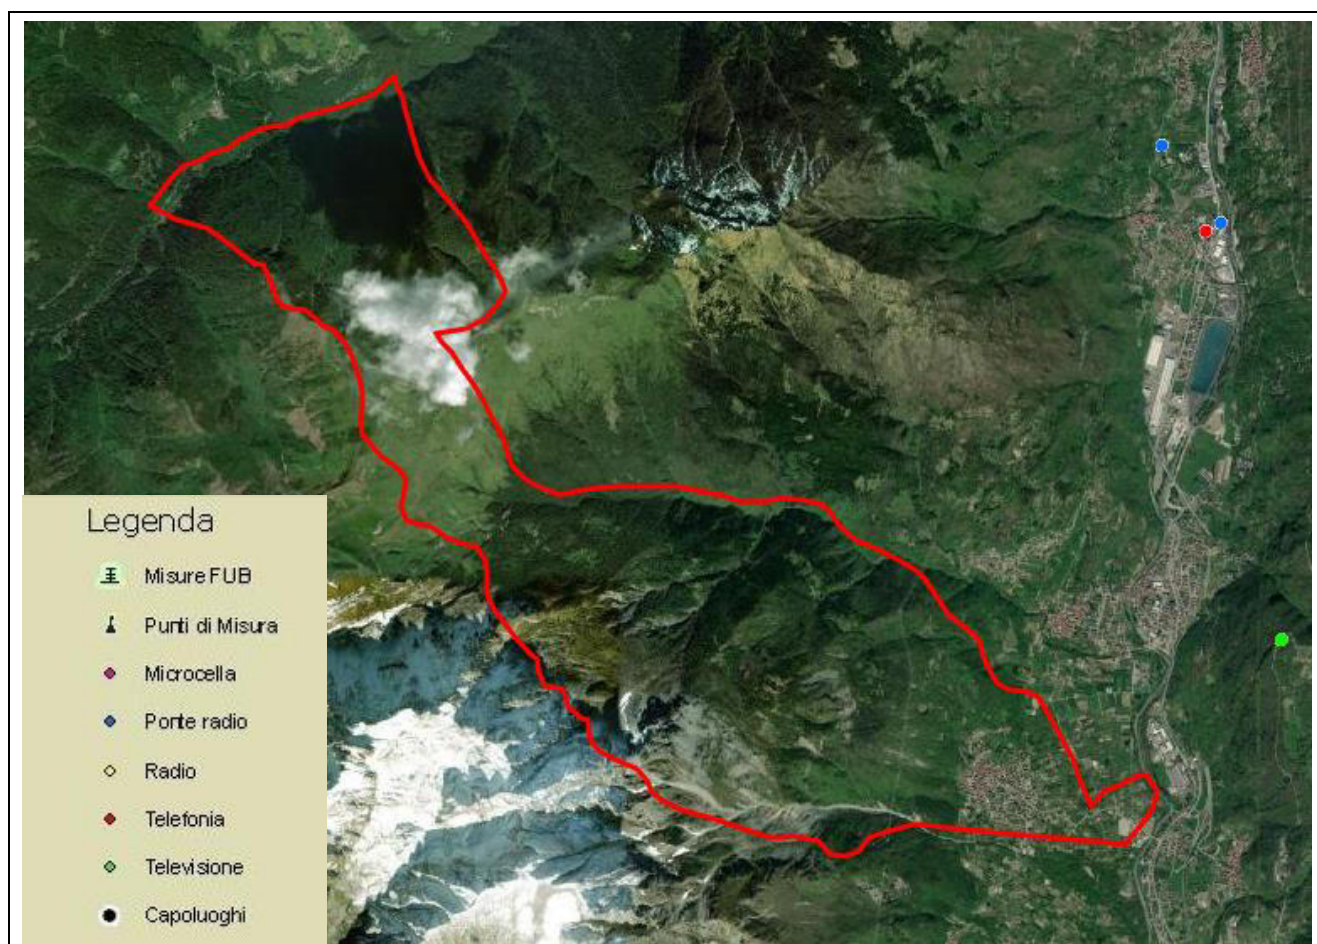 Legenda
Misure FUB
Punti di Misura
Microcella
Ponte radio
Radio
Telefonia
Televisione
Capoluoghi